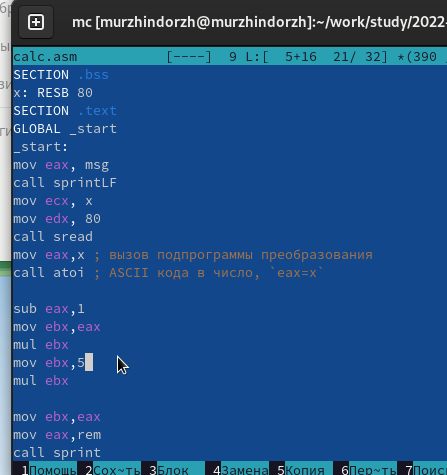 mc [murzhindorzh@murzhindorzh]:~/work/study/2022-
calc.asm [----] 9 L:[ 5+16 21/ 32] *(390
SECTION .bss
x: RESB 80
SECTION .text
GLOBAL _start
_start:
mov eax, msg
call sprintLF
mov ecx, x
mov edx, 80
call sread
mov eax,x ; вызов подпрограммы преобразования
call atoi ; ASCII кода в число, `eax=x`
sub eax,1
mov ebx,eax
mul ebx
mov ebx,5
mul ebx
mov ebx,eax
mov eax,rem
call sprint
1Помощь 2Сох~ть 3Блок 4Замена 5Копия 6Пер~ть 7Поис